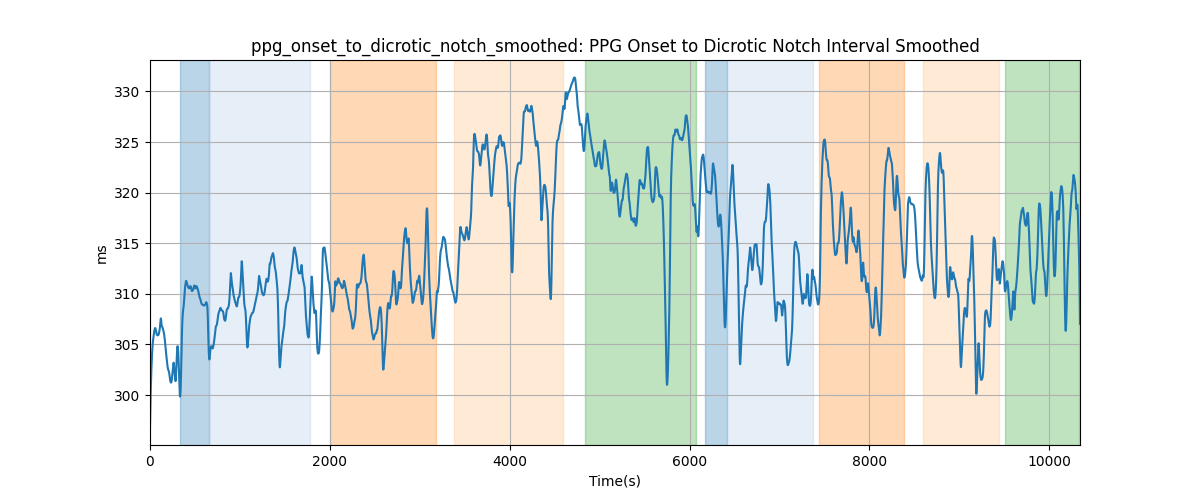 ppg_onset_to_dicrotic_notch_smoothed: PPG Onset to Dicrotic Notch Interval Smoothed
330
325
320
315
310
305
300
ms
0 2000 4000 6000 8000 10000
Time(s)